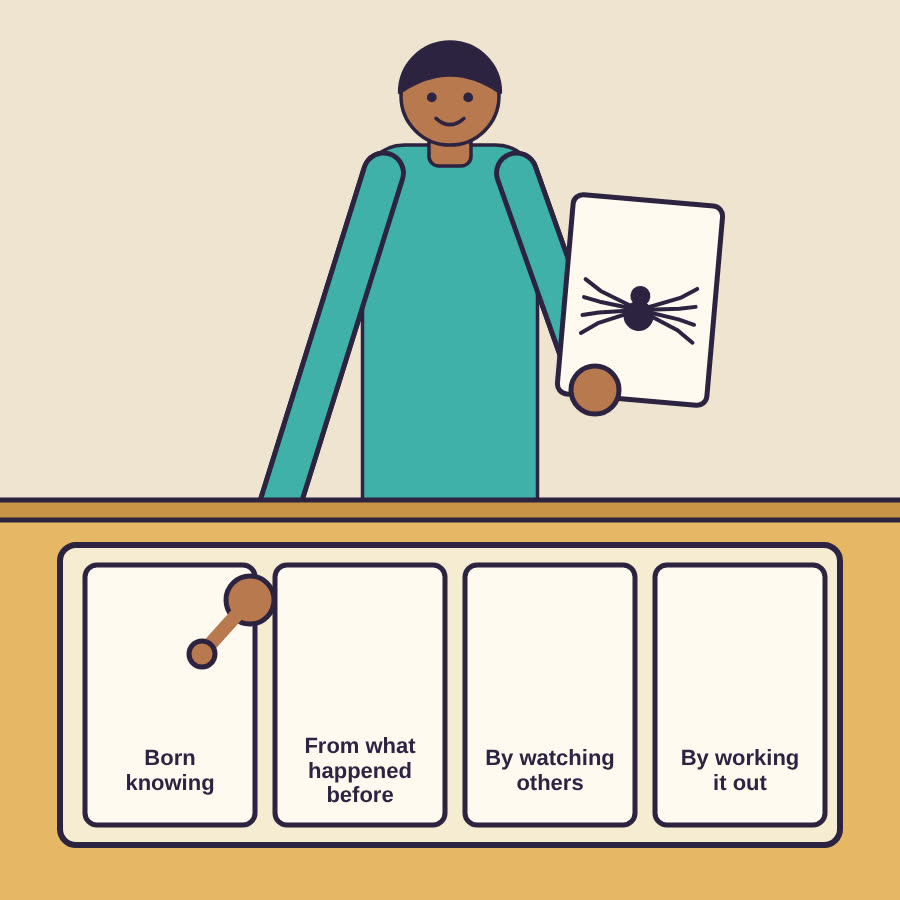 Born
knowing
From what
happened
before
By watching
others
By working
it out